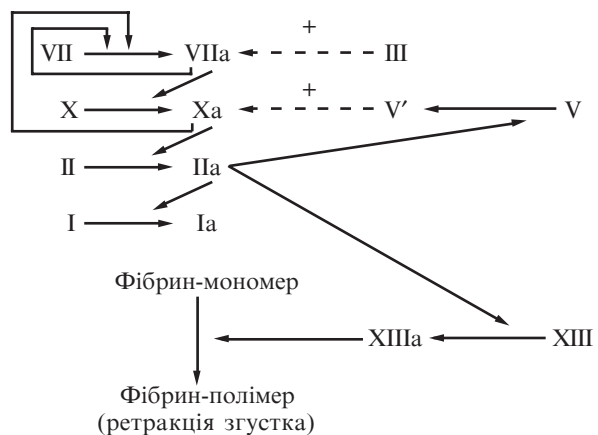 +
VII VIIa III
+
X Xa V′ V
II IIa
I Ia
Фібрин-мономер
XIIIa XIII
Фібрин-полімер
(ретракція згустка)